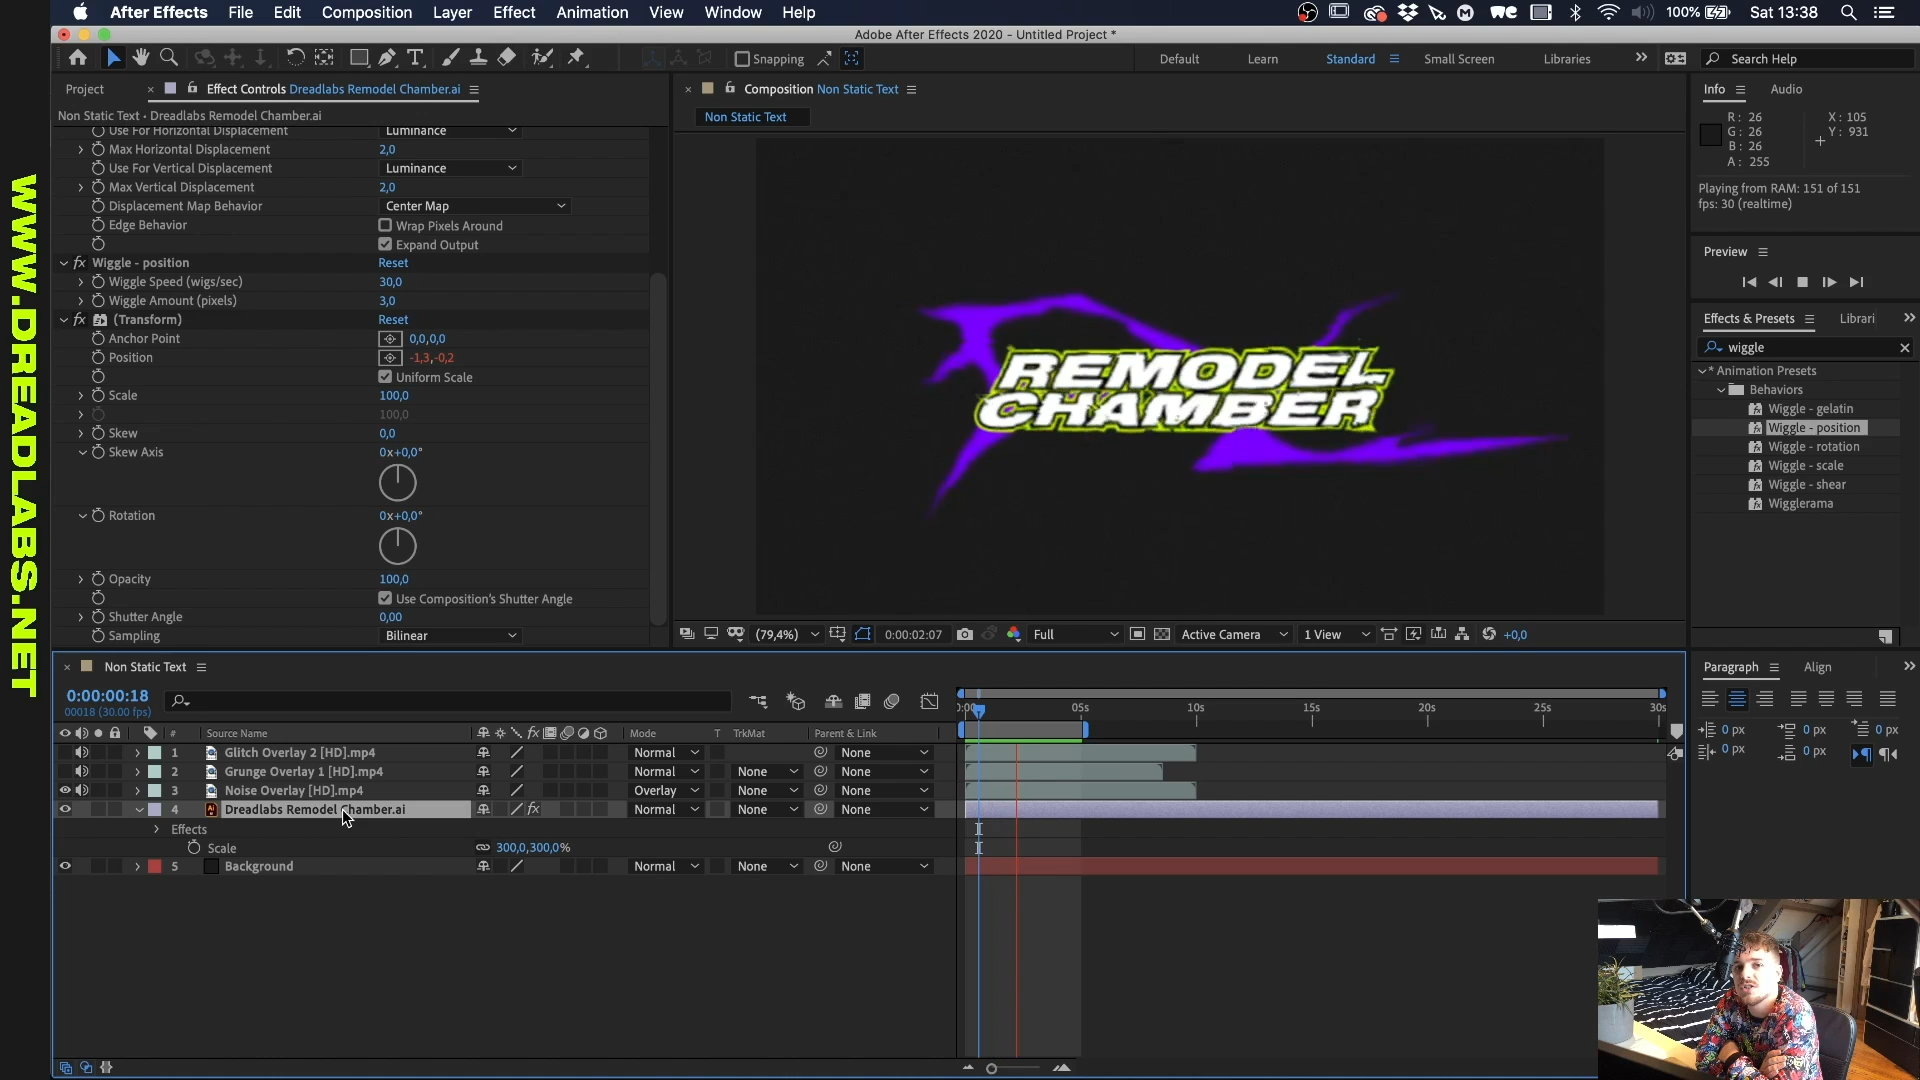 After Effects File Edit Composition Layer Effect Animation View Window Help 100% Sat 13:38
Adobe After Effects 2020 - Untitled Project *
Snapping Default Learn Standard Small Screen Libraries Search Help
Project Effect Controls Dreadlabs Remodel Chamber.ai
Non Static Text • Dreadlabs Remodel Chamber.ai
Use For Horizontal Displacement Luminance
Max Horizontal Displacement 2,0
Use For Vertical Displacement Luminance
Max Vertical Displacement 2,0
Displacement Map Behavior Center Map
Edge Behavior Wrap Pixels Around
Expand Output
fx Wiggle - position Reset
Wiggle Speed (wigs/sec) 30,0
Wiggle Amount (pixels) 3,0
fx (Transform) Reset
Anchor Point 0,0,0,0
Position -1,3,-0,2
Uniform Scale
Scale 100,0
100,0
Skew 0,0
Skew Axis 0x+0,0°
Rotation 0x+0,0°
Opacity 100,0
Use Composition's Shutter Angle
Shutter Angle 0,00
Sampling Bilinear
WWW.DREADLABS.NET
Composition Non Static Text
Non Static Text
REMODEL
CHAMBER
(79,4%) 0:00:02:07 Full Active Camera 1 View +0,0
Info Audio
R: 26 X: 105
G: 26 Y: 931
B: 26
A: 255
Playing from RAM: 151 of 151
fps: 30 (realtime)
Preview
Effects & Presets Librari
wiggle
* Animation Presets
Behaviors
Wiggle - gelatin
Wiggle - position
Wiggle - rotation
Wiggle - scale
Wiggle - shear
Wigglerama
Paragraph Align
0 px 0 px 0 px
0 px 0 px
Non Static Text
0:00:00:18
00018 (30.00 fps)
# Source Name fx Mode T TrkMat Parent & Link
1 Glitch Overlay 2 [HD].mp4 Normal None
2 Grunge Overlay 1 [HD].mp4 Normal None None
3 Noise Overlay [HD].mp4 Overlay None None
4 Dreadlabs Remodel Chamber.ai fx Normal None None
Effects
Scale 300,0,300,0%
5 Background Normal None None
05s 10s 15s 20s 25s 30s